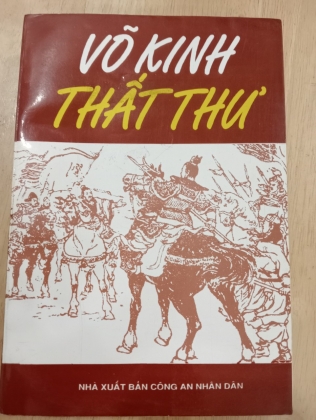 VÕ KINH
THẤT THƯ
NHÀ XUẤT BẢN CÔNG AN NHÂN DÂN